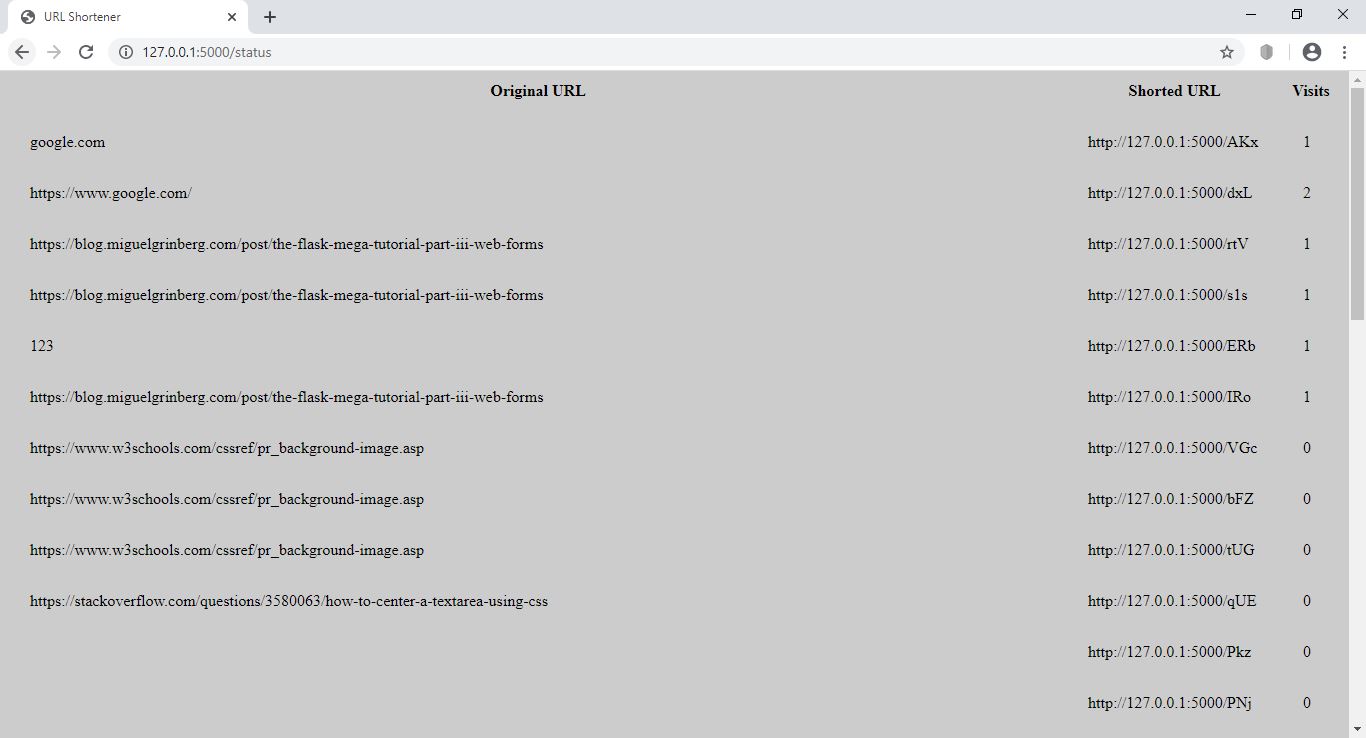 URL Shortener
127.0.0.1:5000/status
Original URL Shorted URL Visits
google.com http://127.0.0.1:5000/AKx 1
https://www.google.com/ http://127.0.0.1:5000/dxL 2
https://blog.miguelgrinberg.com/post/the-flask-mega-tutorial-part-iii-web-forms http://127.0.0.1:5000/rtV 1
https://blog.miguelgrinberg.com/post/the-flask-mega-tutorial-part-iii-web-forms http://127.0.0.1:5000/s1s 1
123 http://127.0.0.1:5000/ERb 1
https://blog.miguelgrinberg.com/post/the-flask-mega-tutorial-part-iii-web-forms http://127.0.0.1:5000/IRo 1
https://www.w3schools.com/cssref/pr_background-image.asp http://127.0.0.1:5000/VGc 0
https://www.w3schools.com/cssref/pr_background-image.asp http://127.0.0.1:5000/bFZ 0
https://www.w3schools.com/cssref/pr_background-image.asp http://127.0.0.1:5000/tUG 0
https://stackoverflow.com/questions/3580063/how-to-center-a-textarea-using-css http://127.0.0.1:5000/qUE 0
http://127.0.0.1:5000/Pkz 0
http://127.0.0.1:5000/PNj 0